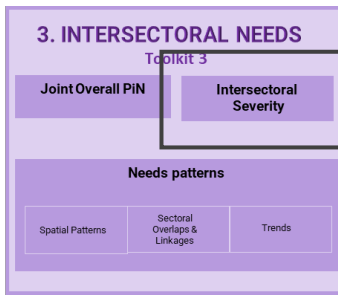 3. INTERSECTORAL NEEDS
Toolkit 3
Joint Overall PiN
Intersectoral
Severity
Needs patterns
Spatial Patterns
Sectoral
Overlaps &
Linkages
Trends